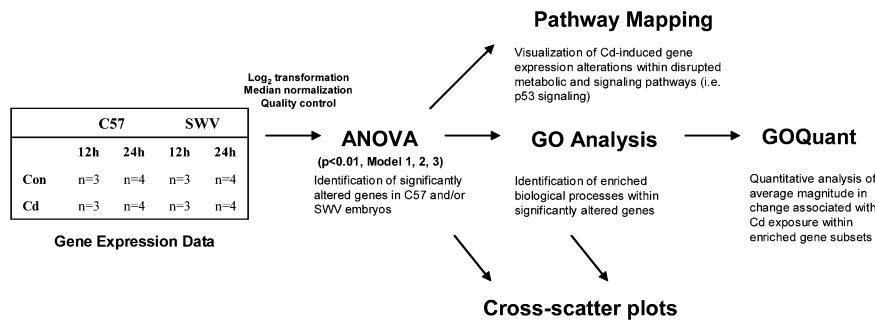 Pathway Mapping
Visualization of Cd-induced gene
expression alterations within disrupted
metabolic and signaling pathways (i.e.
p53 signaling)
Log2 transformation
Median normalization
Quality control
C57 SWV
12h 24h 12h 24h
Con n=3 n=4 n=3 n=4
Cd n=3 n=4 n=3 n=4
Gene Expression Data
ANOVA
(p<0.01, Model 1, 2, 3)
Identification of significantly
altered genes in C57 and/or
SWV embryos
GO Analysis
Identification of enriched
biological processes within
significantly altered genes
GOQuant
Quantitative analysis of
average magnitude in
change associated with
Cd exposure within
enriched gene subsets
Cross-scatter plots